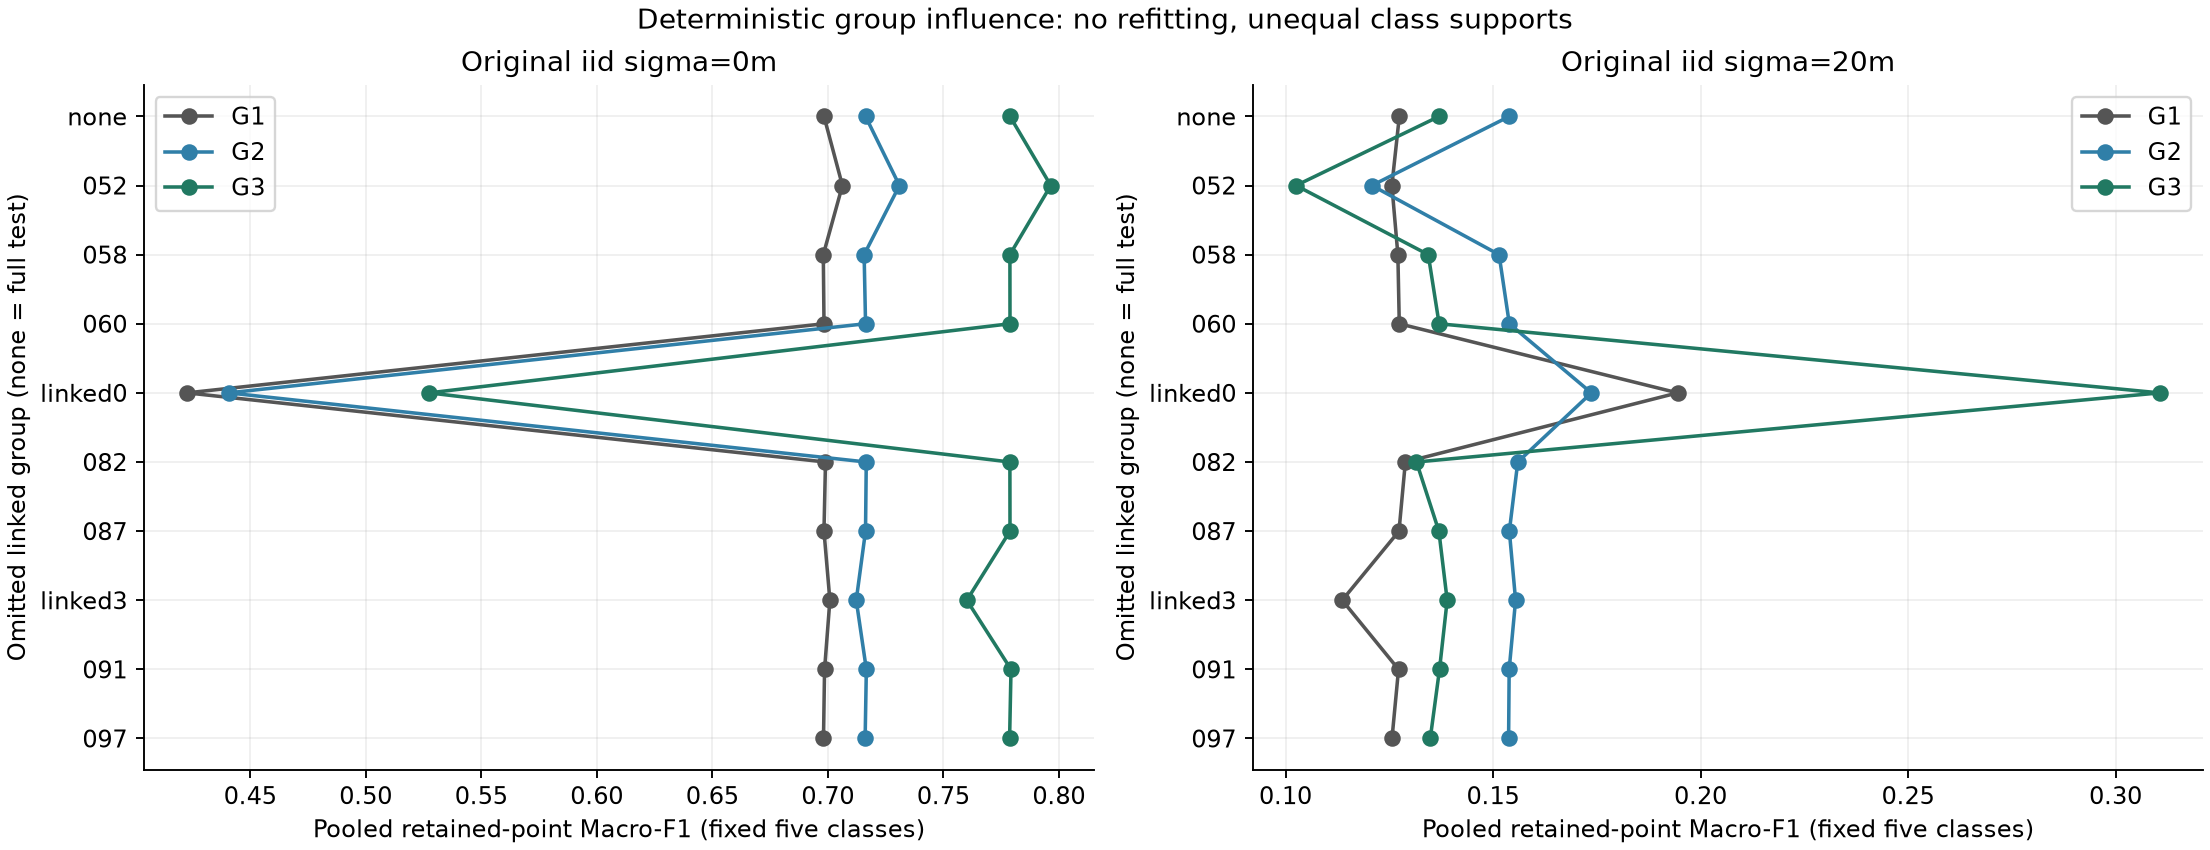 Deterministic group influence: no refitting, unequal class supports
Original iid sigma=0m
Omitted linked group (none = full test)
none
052
058
060
linked0
082
087
linked3
091
097
G1
G2
G3
0.45 0.50 0.55 0.60 0.65 0.70 0.75 0.80
Pooled retained-point Macro-F1 (fixed five classes)
Original iid sigma=20m
Omitted linked group (none = full test)
none
052
058
060
linked0
082
087
linked3
091
097
G1
G2
G3
0.10 0.15 0.20 0.25 0.30
Pooled retained-point Macro-F1 (fixed five classes)